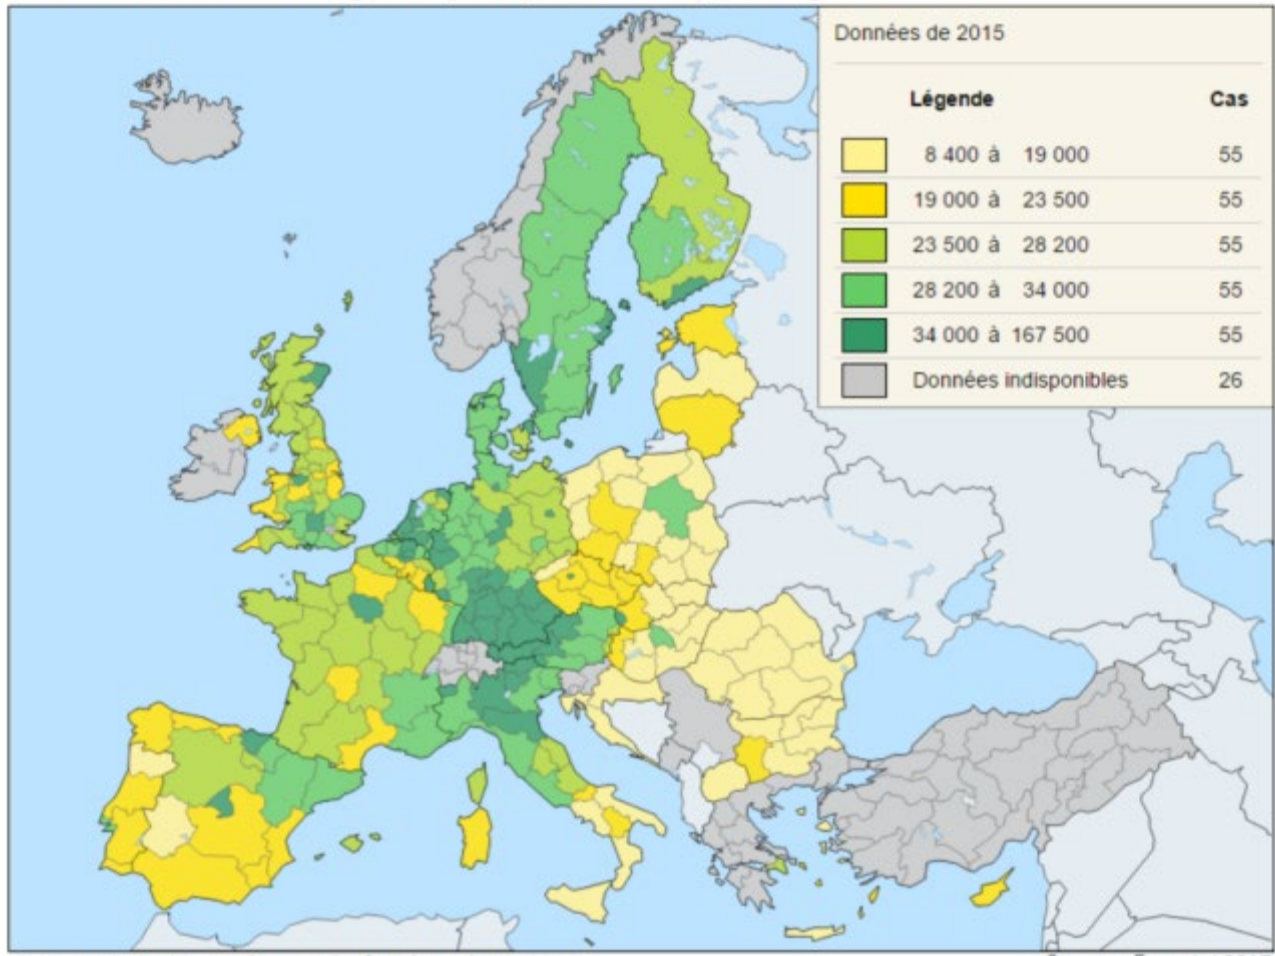 Données de 2015
Légende Cas
8 400 à 19 000 55
19 000 à 23 500 55
23 500 à 28 200 55
28 200 à 34 000 55
34 000 à 167 500 55
Données indisponibles 26